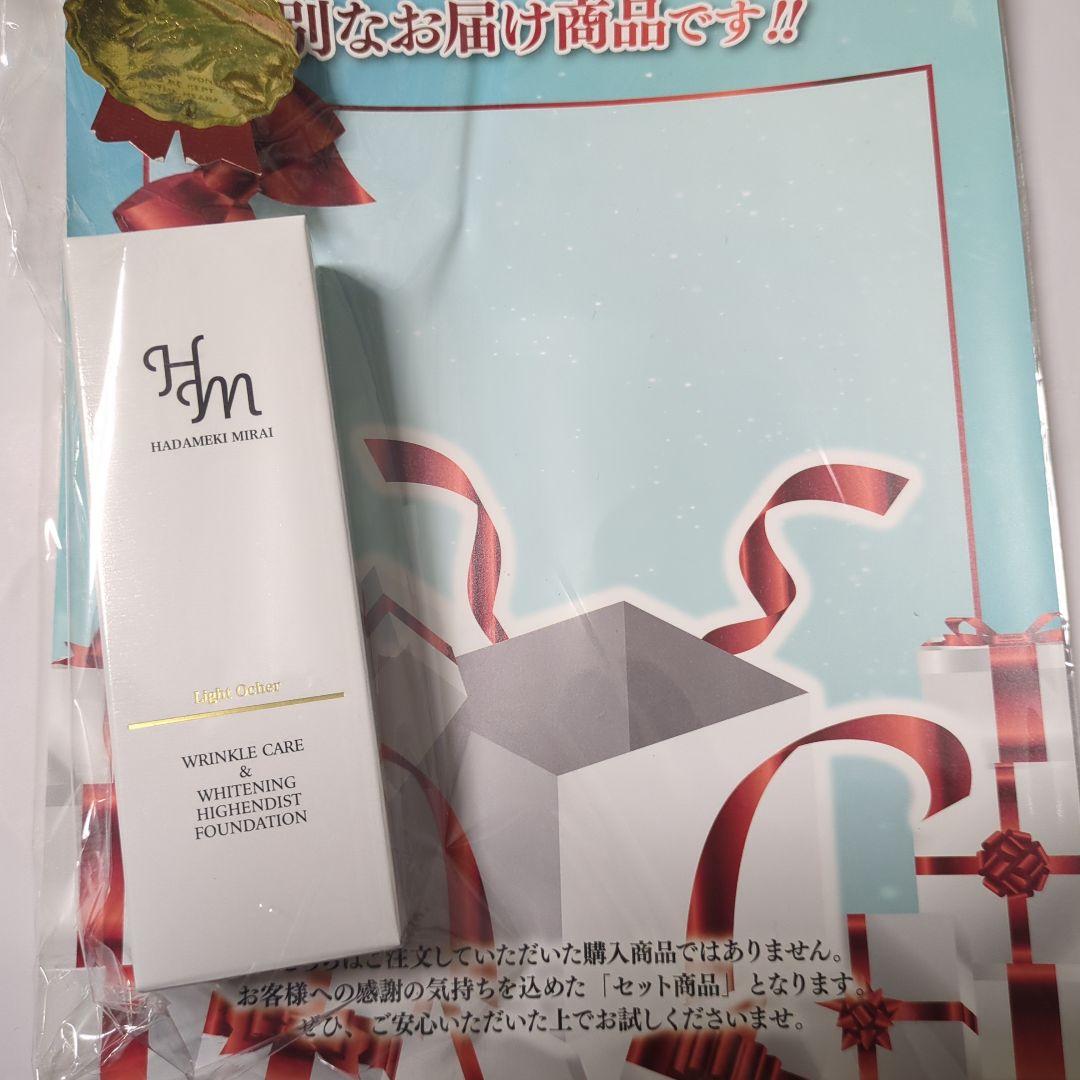 別なお届け商品です!!
HM
HADAMEKI MIRAI
Light Ocher
WRINKLE CARE
&
WHITENING
HIGHENDIST
FOUNDATION
こちらはご注文していただいた購入商品ではありません。
お客様への感謝の気持ちを込めた「セット商品」となります。
ぜひ、ご安心いただいた上でお試しくださいませ。